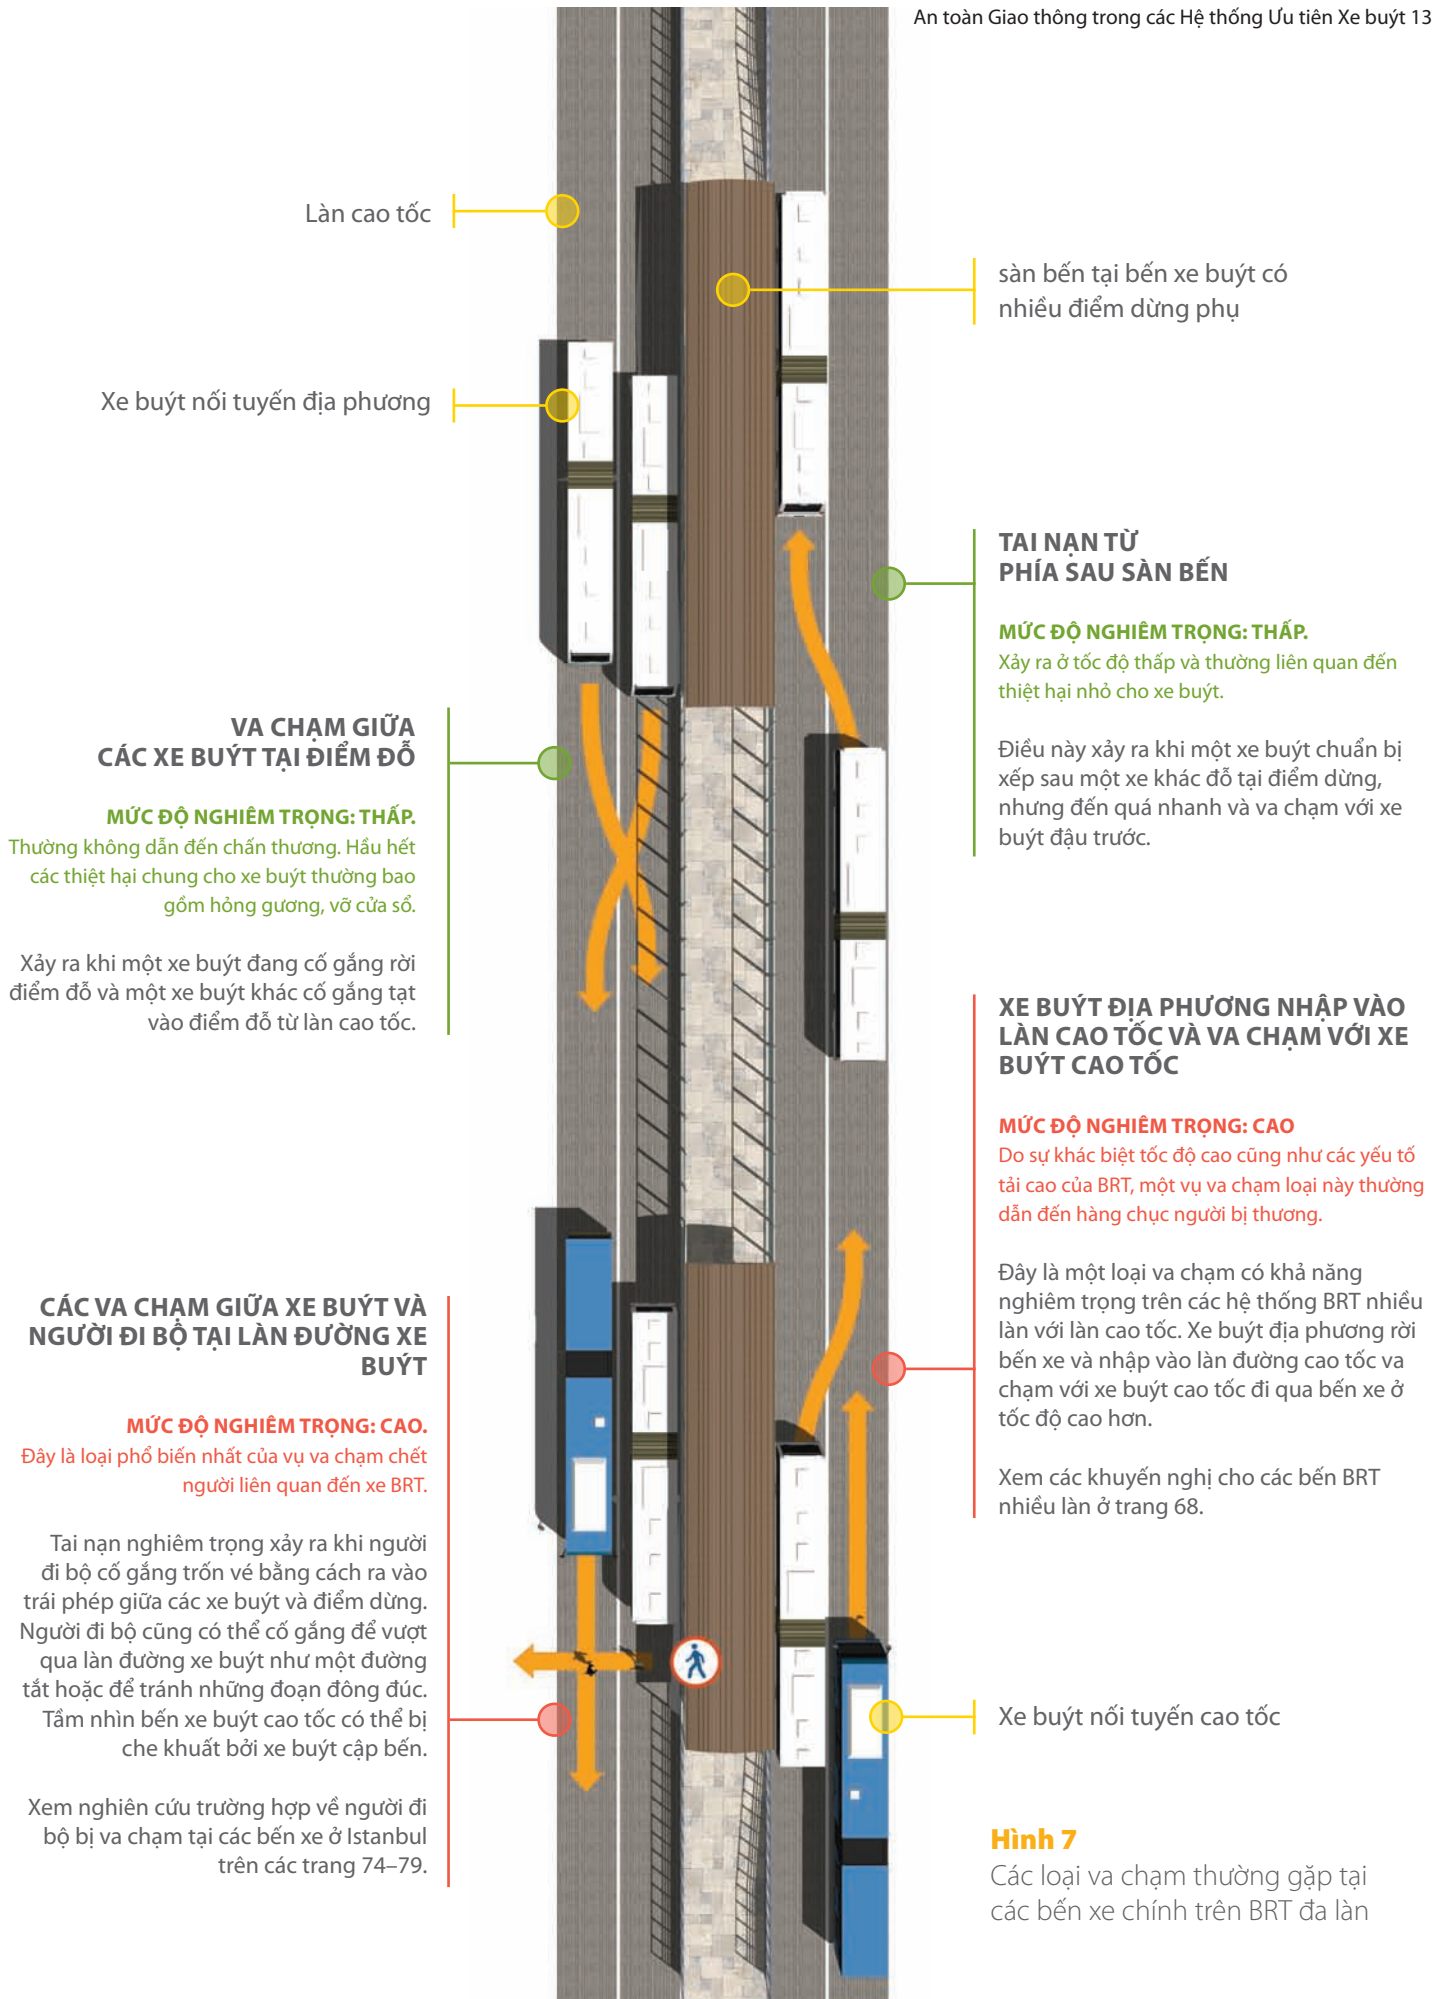 An toàn Giao thông trong các Hệ thống Ưu tiên Xe buýt 13
Làn cao tốc
sàn bến tại bến xe buýt có
nhiều điểm dừng phụ
Xe buýt nối tuyến địa phương
TAI NẠN TỪ
PHÍA SAU SÀN BẾN
MỨC ĐỘ NGHIÊM TRỌNG: THẤP.
Xảy ra ở tốc độ thấp và thường liên quan đến
thiệt hại nhỏ cho xe buýt.
Điều này xảy ra khi một xe buýt chuẩn bị
xếp sau một xe khác đỗ tại điểm dừng,
nhưng đến quá nhanh và va chạm với xe
buýt đậu trước.
VA CHẠM GIỮA
CÁC XE BUÝT TẠI ĐIỂM ĐỖ
MỨC ĐỘ NGHIÊM TRỌNG: THẤP.
Thường không dẫn đến chấn thương. Hầu hết
các thiệt hại chung cho xe buýt thường bao
gồm hỏng gương, vỡ cửa sổ.
Xảy ra khi một xe buýt đang cố gắng rời
điểm đỗ và một xe buýt khác cố gắng tạt
vào điểm đỗ từ làn cao tốc.
XE BUÝT ĐỊA PHƯƠNG NHẬP VÀO
LÀN CAO TỐC VÀ VA CHẠM VỚI XE
BUÝT CAO TỐC
MỨC ĐỘ NGHIÊM TRỌNG: CAO
Do sự khác biệt tốc độ cao cũng như các yếu tố
tải cao của BRT, một vụ va chạm loại này thường
dẫn đến hàng chục người bị thương.
Đây là một loại va chạm có khả năng
nghiêm trọng trên các hệ thống BRT nhiều
làn với làn cao tốc. Xe buýt địa phương rời
bến xe và nhập vào làn đường cao tốc va
chạm với xe buýt cao tốc đi qua bến xe ở
tốc độ cao hơn.
Xem các khuyến nghị cho các bến BRT
nhiều làn ở trang 68.
CÁC VA CHẠM GIỮA XE BUÝT VÀ
NGƯỜI ĐI BỘ TẠI LÀN ĐƯỜNG XE
BUÝT
MỨC ĐỘ NGHIÊM TRỌNG: CAO.
Đây là loại phổ biến nhất của vụ va chạm chết
người liên quan đến xe BRT.
Tai nạn nghiêm trọng xảy ra khi người
đi bộ cố gắng trốn vé bằng cách ra vào
trái phép giữa các xe buýt và điểm dừng.
Người đi bộ cũng có thể cố gắng để vượt
qua làn đường xe buýt như một đường
tắt hoặc để tránh những đoạn đông đúc.
Tầm nhìn bến xe buýt cao tốc có thể bị
che khuất bởi xe buýt cập bến.
Xem nghiên cứu trường hợp về người đi
bộ bị va chạm tại các bến xe ở Istanbul
trên các trang 74–79.
Xe buýt nối tuyến cao tốc
Hình 7
Các loại va chạm thường gặp tại
các bến xe chính trên BRT đa làn